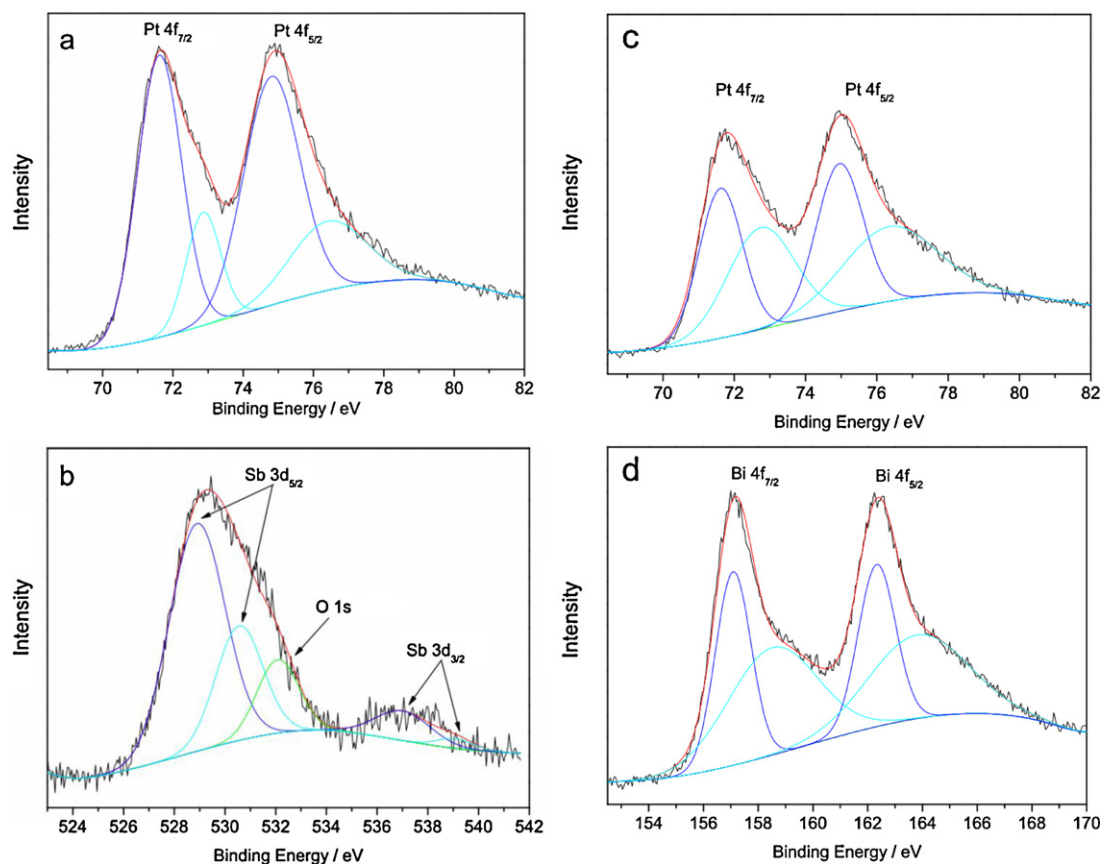 a
Pt 4f7/2
Pt 4f5/2
Intensity
70 72 74 76 78 80 82
Binding Energy / eV
c
Pt 4f7/2
Pt 4f5/2
Intensity
70 72 74 76 78 80 82
Binding Energy / eV
b
Sb 3d5/2
O 1s
Sb 3d3/2
Intensity
524 526 528 530 532 534 536 538 540 542
Binding Energy / eV
d
Bi 4f7/2
Bi 4f5/2
Intensity
154 156 158 160 162 164 166 168 170
Binding Energy / eV